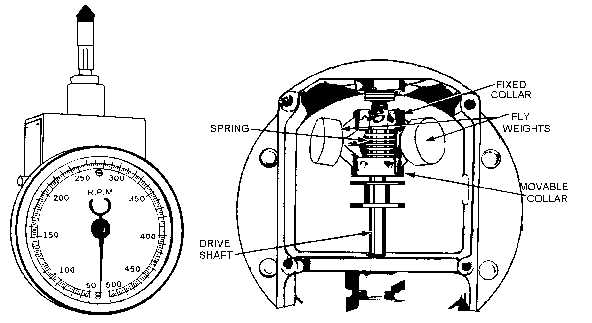 250 300
R.P.M
200
350
150
400
100
450
50 500
FIXED
COLLAR
SPRING
FLY
WEIGHTS
MOVABLE
COLLAR
DRIVE
SHAFT